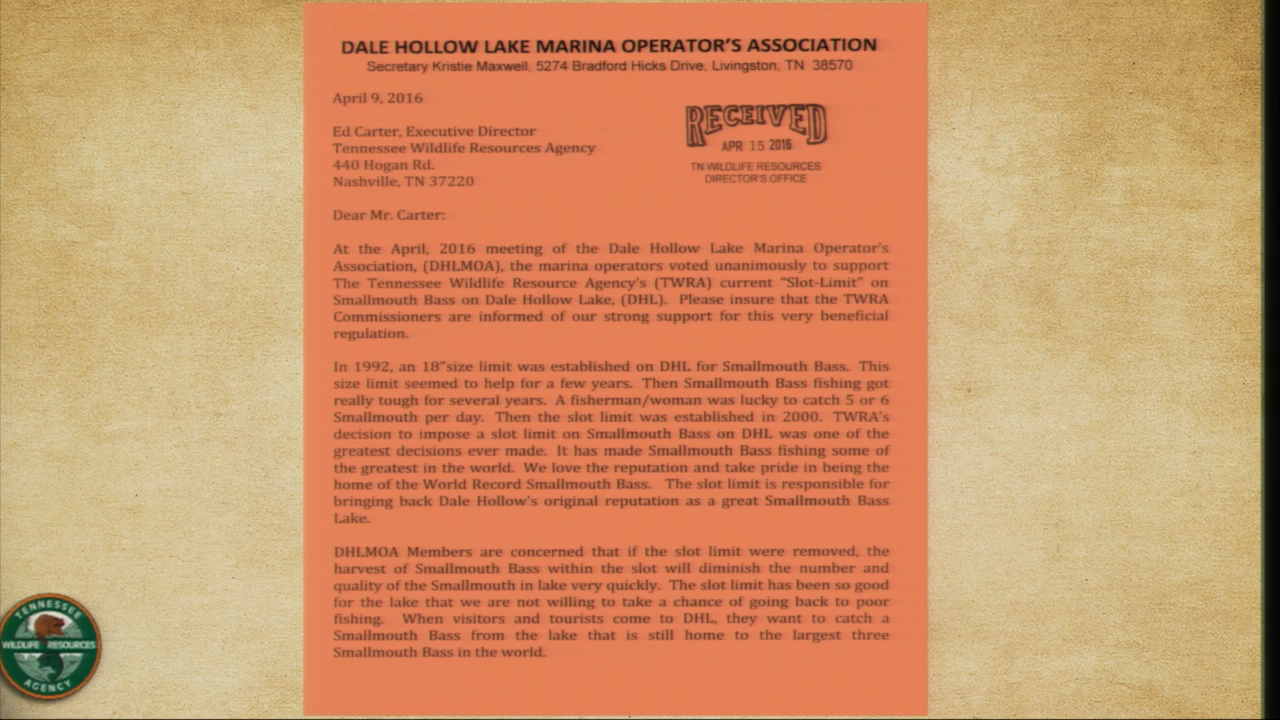 DALE HOLLOW LAKE MARINA OPERATOR'S ASSOCIATION
Secretary Kristie Maxwell, 5274 Bradford Hicks Drive, Livingston, TN 38570
April 9, 2016
RECEIVED
APR 15 2016
TN WILDLIFE RESOURCES
DIRECTOR'S OFFICE
Ed Carter, Executive Director
Tennessee Wildlife Resources Agency
440 Hogan Rd.
Nashville, TN 37220
Dear Mr. Carter:
At the April, 2016 meeting of the Dale Hollow Lake Marina Operator's
Association, (DHLMOA), the marina operators voted unanimously to support
The Tennessee Wildlife Resource Agency's (TWRA) current "Slot-Limit" on
Smallmouth Bass on Dale Hollow Lake, (DHL). Please insure that the TWRA
Commissioners are informed of our strong support for this very beneficial
regulation.
In 1992, an 18"size limit was established on DHL for Smallmouth Bass. This
size limit seemed to help for a few years. Then Smallmouth Bass fishing got
really tough for several years. A fisherman/woman was lucky to catch 5 or 6
Smallmouth per day. Then the slot limit was established in 2000. TWRA's
decision to impose a slot limit on Smallmouth Bass on DHL was one of the
greatest decisions ever made. It has made Smallmouth Bass fishing some of
the greatest in the world. We love the reputation and take pride in being the
home of the World Record Smallmouth Bass. The slot limit is responsible for
bringing back Dale Hollow's original reputation as a great Smallmouth Bass
Lake.
DHLMOA Members are concerned that if the slot limit were removed, the
harvest of Smallmouth Bass within the slot will diminish the number and
quality of the Smallmouth in lake very quickly. The slot limit has been so good
for the lake that we are not willing to take a chance of going back to poor
fishing. When visitors and tourists come to DHL, they want to catch a
Smallmouth Bass from the lake that is still home to the largest three
Smallmouth Bass in the world.
TENNESSEE
WILDLIFE RESOURCES
AGENCY